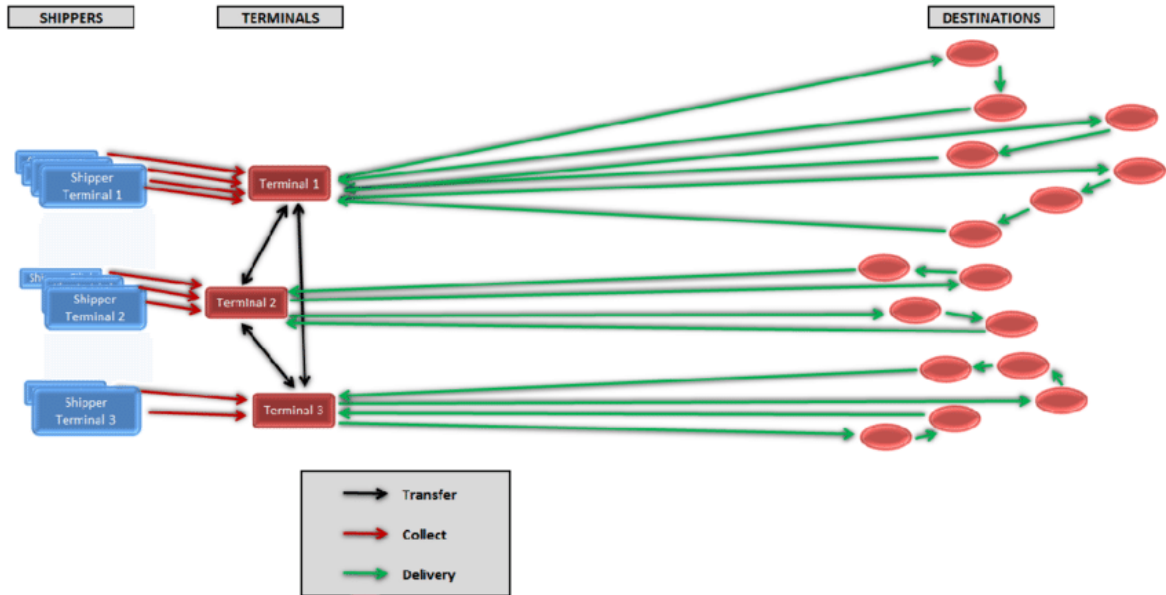 SHIPPERS
TERMINALS
DESTINATIONS
Shipper
Terminal 1
Terminal 1
Shipper
Terminal 2
Terminal 2
Shipper
Terminal 3
Terminal 3
Transfer
Collect
Delivery